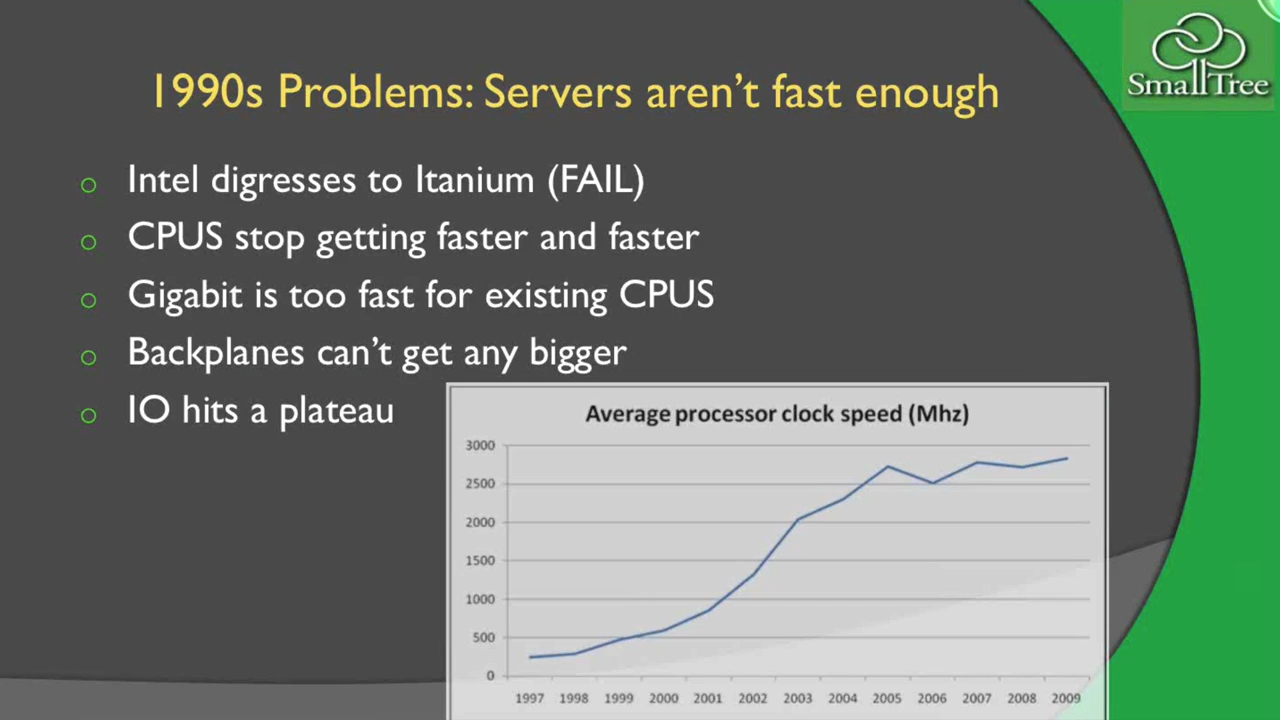 SmallTree
1990s Problems: Servers aren't fast enough
Intel digresses to Itanium (FAIL)
CPUS stop getting faster and faster
Gigabit is too fast for existing CPUS
Backplanes can't get any bigger
IO hits a plateau
Average processor clock speed (Mhz)
3000
2500
2000
1500
1000
500
0
1997 1998 1999 2000 2001 2002 2003 2004 2005 2006 2007 2008 2009